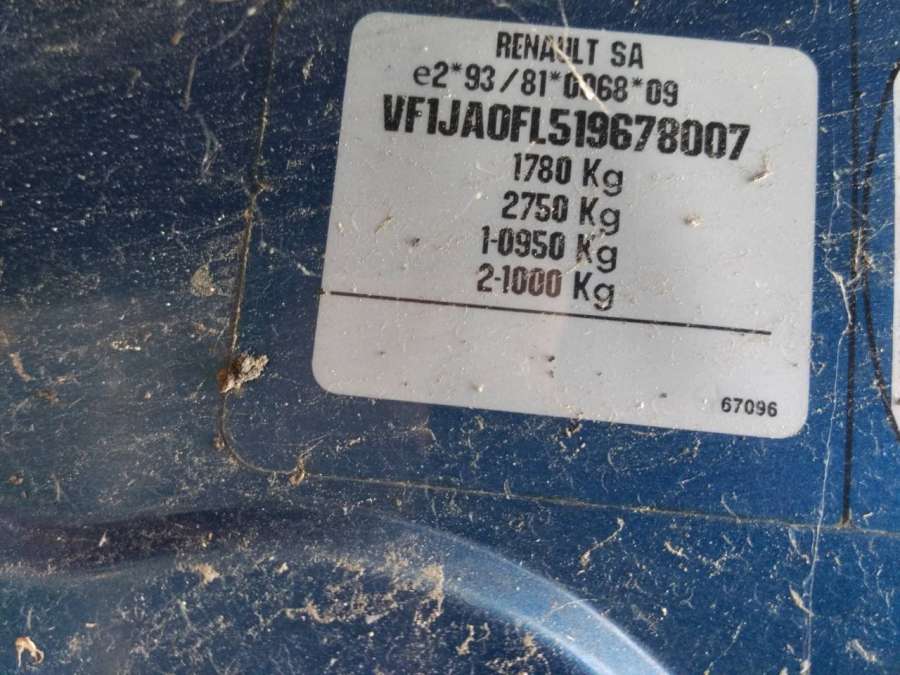 RENAULT SA
e2*93/81*0068*09
VF1JA0FL519678007
1780 Kg
2750 Kg
1-0950 Kg
2-1000 Kg
67096